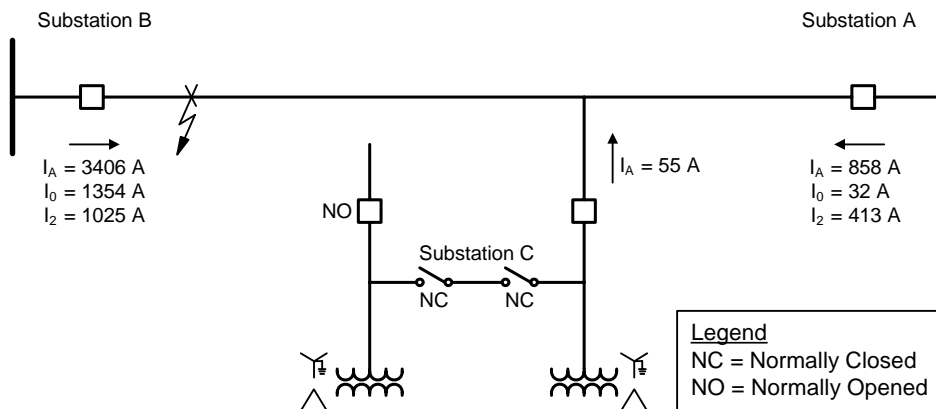 Substation B
Substation A
I_A = 3406 A
I_0 = 1354 A
I_2 = 1025 A
I_A = 55 A
I_A = 858 A
I_0 = 32 A
I_2 = 413 A
NO
Substation C
NC
NC
Legend
NC = Normally Closed
NO = Normally Opened